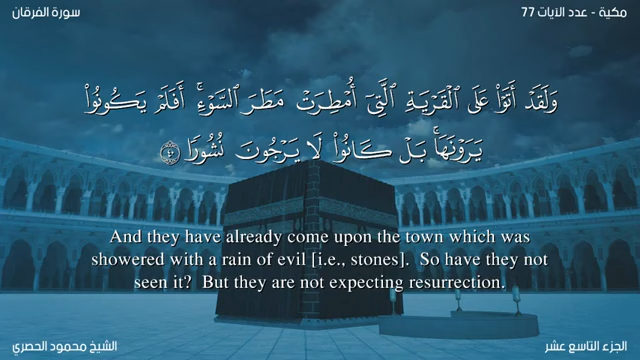 سورة الفرقان
مكية - عدد الآيات 77
وَلَقَدْ أَتَوْا۟ عَلَى ٱلْقَرْيَةِ ٱلَّتِىٓ أُمْطِرَتْ مَطَرَ ٱلسَّوْءِ ۚ أَفَلَمْ يَكُونُوا۟
يَرَوْنَهَا ۚ بَلْ كَانُوا۟ لَا يَرْجُونَ نُشُورًا ٤٠
And they have already come upon the town which was
showered with a rain of evil [i.e., stones].  So have they not
seen it?  But they are not expecting resurrection.
الشيخ محمود الحصري
الجزء التاسع عشر